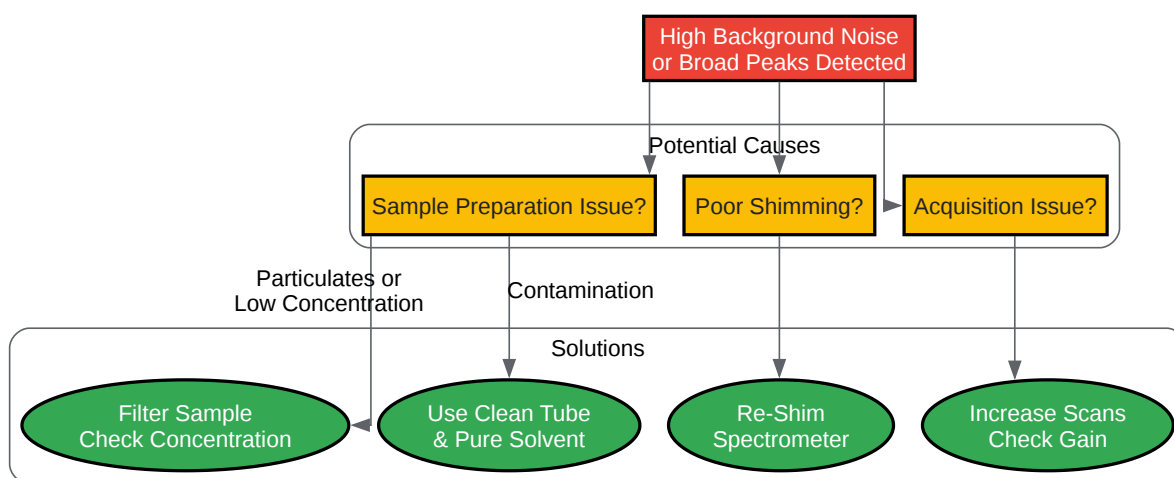 High Background Noise
or Broad Peaks Detected
Potential Causes
Sample Preparation Issue?
Poor Shimming?
Acquisition Issue?
Particulates or
Low Concentration
Contamination
Solutions
Filter Sample
Check Concentration
Use Clean Tube
& Pure Solvent
Re-Shim
Spectrometer
Increase Scans
Check Gain